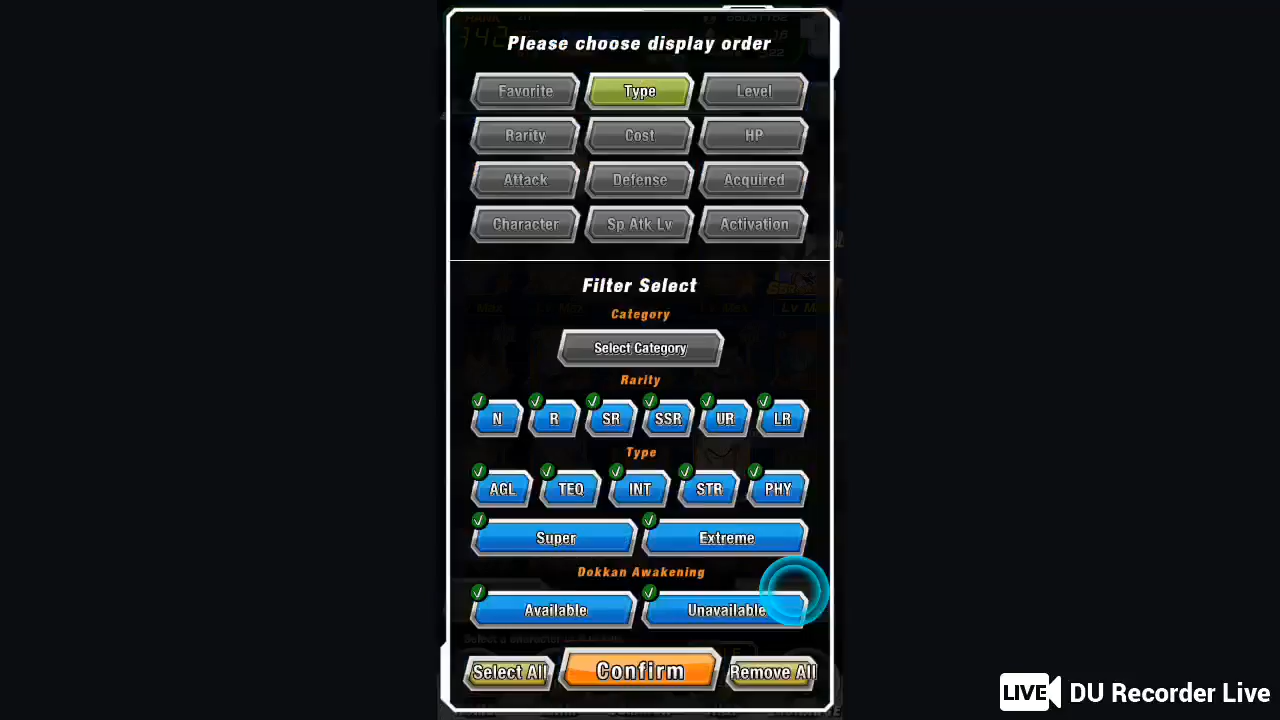 Please choose display order
Favorite Type Level
Rarity Cost HP
Attack Defense Acquired
Character Sp Atk Lv Activation
Filter Select
Category
Select Category
Rarity
N R SR SSR UR LR
Type
AGL TEQ INT STR PHY
Super Extreme
Dokkan Awakening
Available Unavailable
Select All Confirm Remove All
LIVE DU Recorder Live